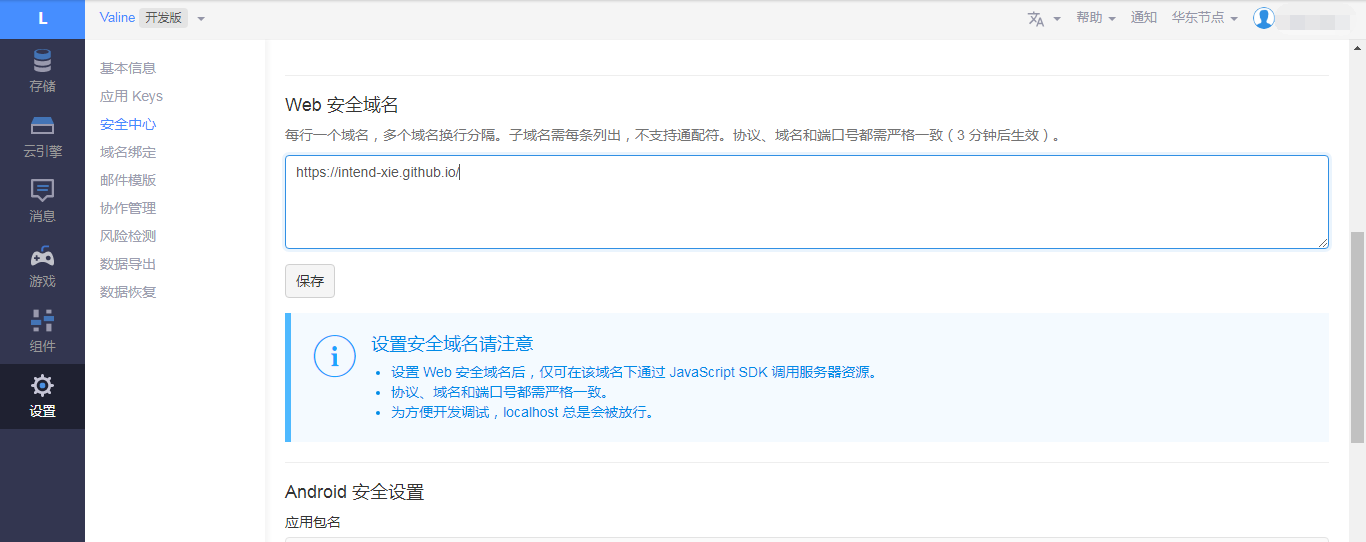 L
Valine 开发版
帮助
通知
华东节点
存储
云引擎
消息
游戏
组件
设置
基本信息
应用 Keys
安全中心
域名绑定
邮件模版
协作管理
风险检测
数据导出
数据恢复
Web 安全域名
每行一个域名，多个域名换行分隔。子域名需每条列出，不支持通配符。协议、域名和端口号都需严格一致（3 分钟后生效）。
https://intend-xie.github.io/
保存
设置安全域名请注意
• 设置 Web 安全域名后，仅可在该域名下通过 JavaScript SDK 调用服务器资源。
• 协议、域名和端口号都需严格一致。
• 为方便开发调试，localhost 总是会被放行。
Android 安全设置
应用包名